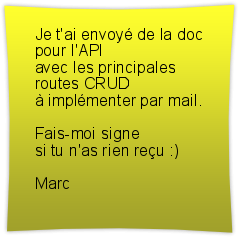 Je t'ai envoyé de la doc
pour l'API
avec les principales
routes CRUD
à implémenter par mail.

Fais-moi signe
si tu n'as rien reçu :)

Marc